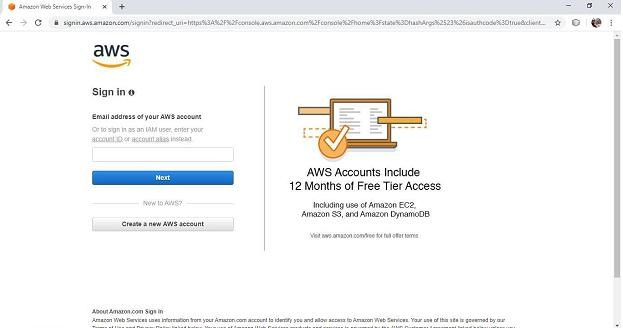 Amazon Web Services Sign-In
signin.aws.amazon.com/signin?redirect_uri=https%3A%2F%2Fconsole.aws.amazon.com%2Fconsole%2Fhome%3Fstate%3DhashArgs%2523%26isauthcode%3Dtrue&client...
aws
Sign in
Email address of your AWS account
Or to sign in as an IAM user, enter your
account ID or account alias instead.
Next
New to AWS?
Create a new AWS account
AWS Accounts Include
12 Months of Free Tier Access
Including use of Amazon EC2,
Amazon S3, and Amazon DynamoDB
Visit aws.amazon.com/free for full offer terms
About Amazon.com Sign In
Amazon Web Services uses information from your Amazon.com account to identify you and allow access to Amazon Web Services. Your use of this site is governed by our